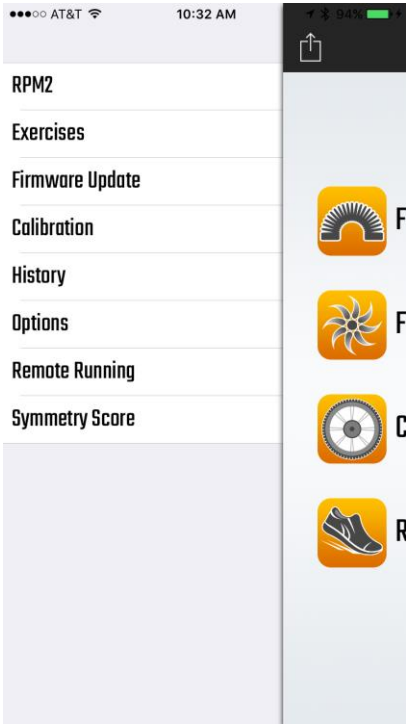 AT&T 10:32 AM 94%
RPM2
Exercises
Firmware Update
Calibration
History
Options
Remote Running
Symmetry Score
F
F
C
R